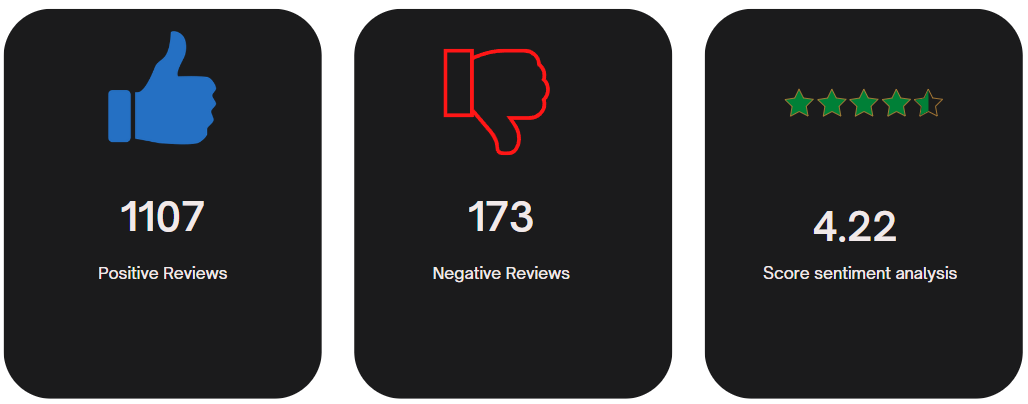 1107
Positive Reviews
173
Negative Reviews
4.22
Score sentiment analysis